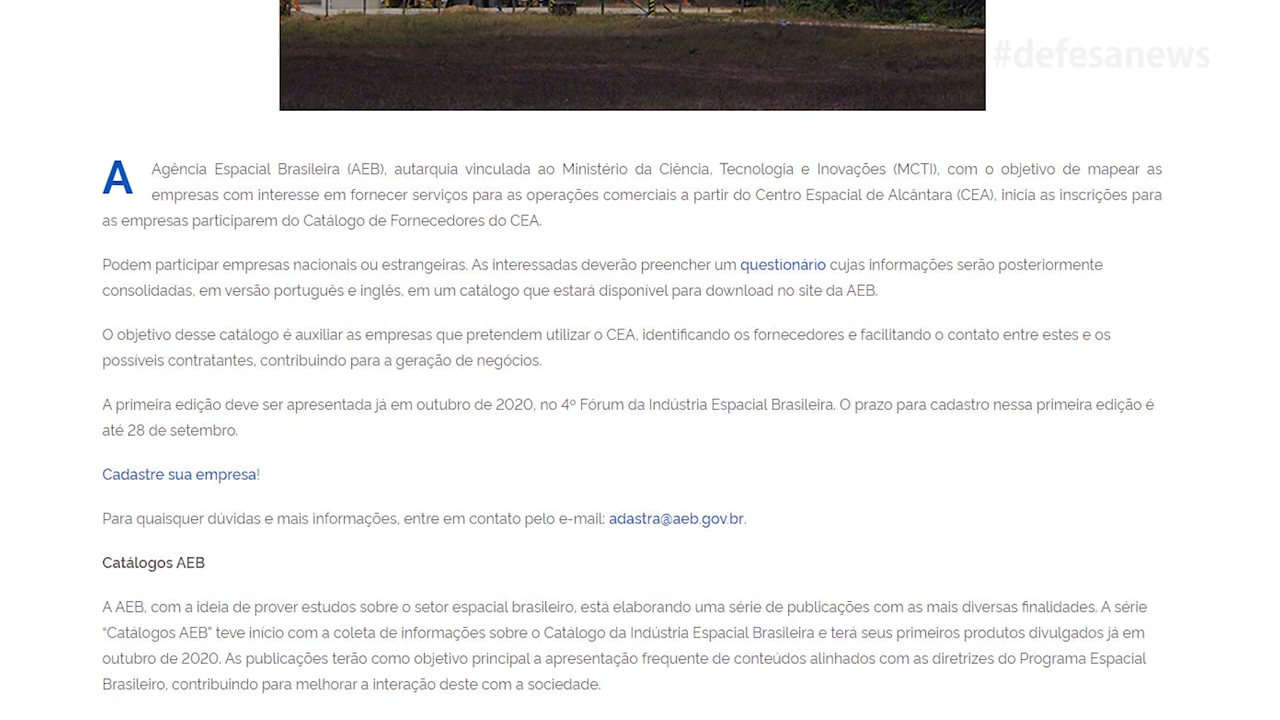 #defesanews
A Agência Espacial Brasileira (AEB), autarquia vinculada ao Ministério da Ciência, Tecnologia e Inovações (MCTI), com o objetivo de mapear as
empresas com interesse em fornecer serviços para as operações comerciais a partir do Centro Espacial de Alcântara (CEA), inicia as inscrições para
as empresas participarem do Catálogo de Fornecedores do CEA.
Podem participar empresas nacionais ou estrangeiras. As interessadas deverão preencher um questionário cujas informações serão posteriormente
consolidadas, em versão português e inglês, em um catálogo que estará disponível para download no site da AEB.
O objetivo desse catálogo é auxiliar as empresas que pretendem utilizar o CEA, identificando os fornecedores e facilitando o contato entre estes e os
possíveis contratantes, contribuindo para a geração de negócios.
A primeira edição deve ser apresentada já em outubro de 2020, no 4º Fórum da Indústria Espacial Brasileira. O prazo para cadastro nessa primeira edição é
até 28 de setembro.
Cadastre sua empresa!
Para quaisquer dúvidas e mais informações, entre em contato pelo e-mail: adastra@aeb.gov.br.
Catálogos AEB
A AEB, com a ideia de prover estudos sobre o setor espacial brasileiro, está elaborando uma série de publicações com as mais diversas finalidades. A série
“Catálogos AEB” teve início com a coleta de informações sobre o Catálogo da Indústria Espacial Brasileira e terá seus primeiros produtos divulgados já em
outubro de 2020. As publicações terão como objetivo principal a apresentação frequente de conteúdos alinhados com as diretrizes do Programa Espacial
Brasileiro, contribuindo para melhorar a interação deste com a sociedade.